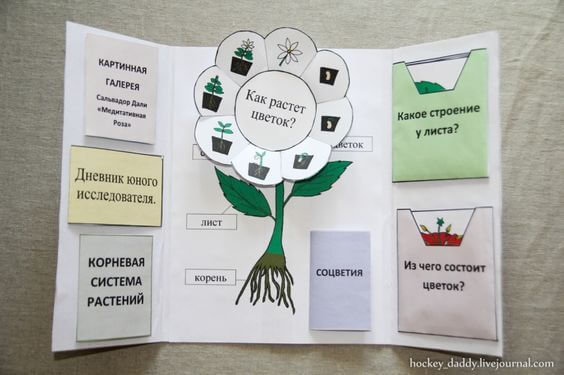 КАРТИННАЯ
ГАЛЕРЕЯ
Сальвадор Дали
«Медитативная
Роза»
Дневник юного
исследователя.
КОРНЕВАЯ
СИСТЕМА
РАСТЕНИЙ
Как растет
цветок?
лист
корень
СОЦВЕТИЯ
Какое строение
у листа?
Из чего состоит
цветок?
hockey_daddy.livejournal.com